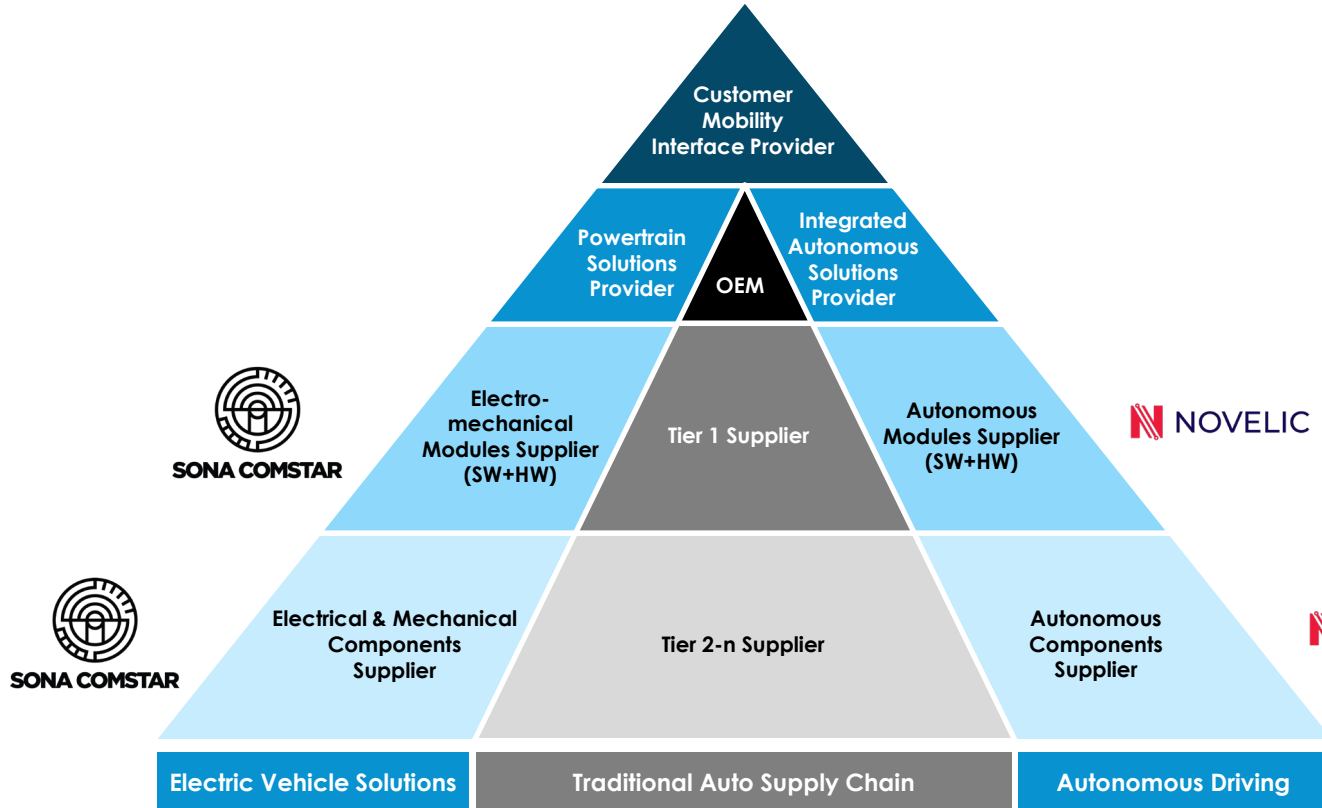 Customer
Mobility
Interface Provider
Powertrain
Solutions
Provider
OEM
Integrated
Autonomous
Solutions
Provider
SONA COMSTAR
Electro-
mechanical
Modules Supplier
(SW+HW)
Tier 1 Supplier
Autonomous
Modules Supplier
(SW+HW)
NOVELIC
SONA COMSTAR
Electrical & Mechanical
Components
Supplier
Tier 2-n Supplier
Autonomous
Components
Supplier
Electric Vehicle Solutions
Traditional Auto Supply Chain
Autonomous Driving